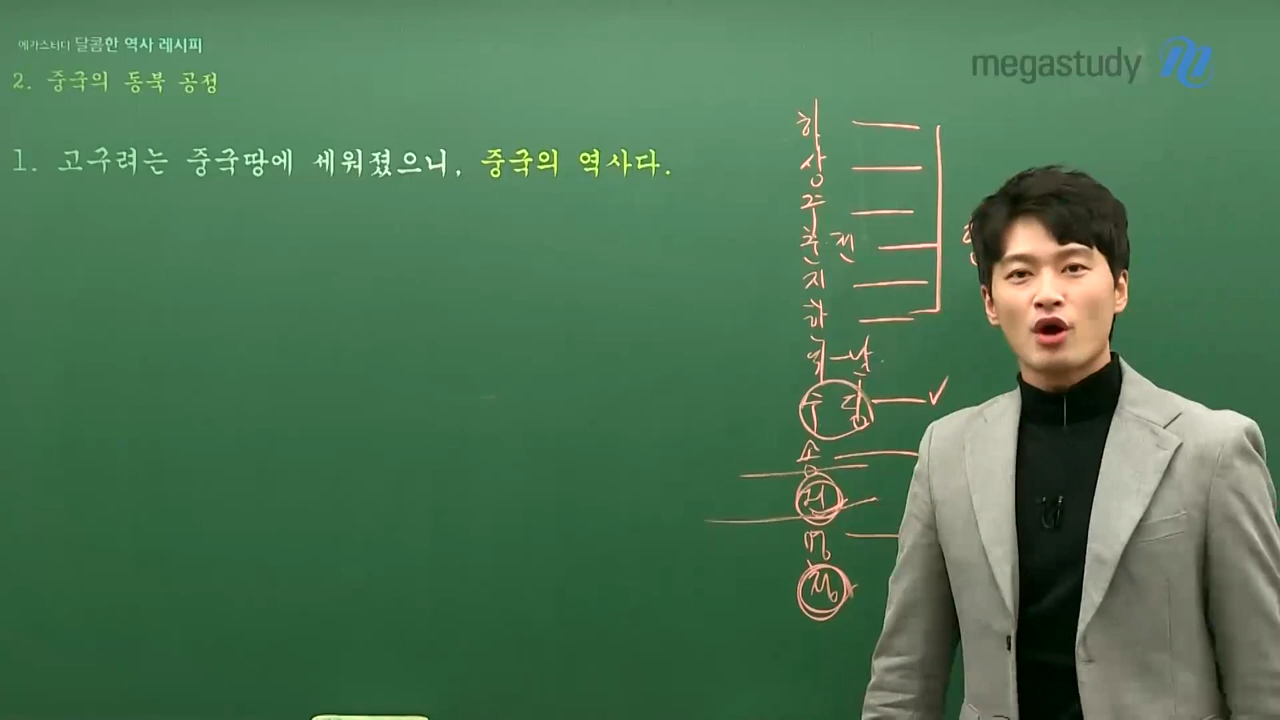 메가스터디 달콤한 역사 레시피
megastudy
2. 중국의 동북 공정
1. 고구려는 중국땅에 세워졌으니, 중국의 역사다.
하
상
주
춘 전
지
한
위
수 당
송
명
청